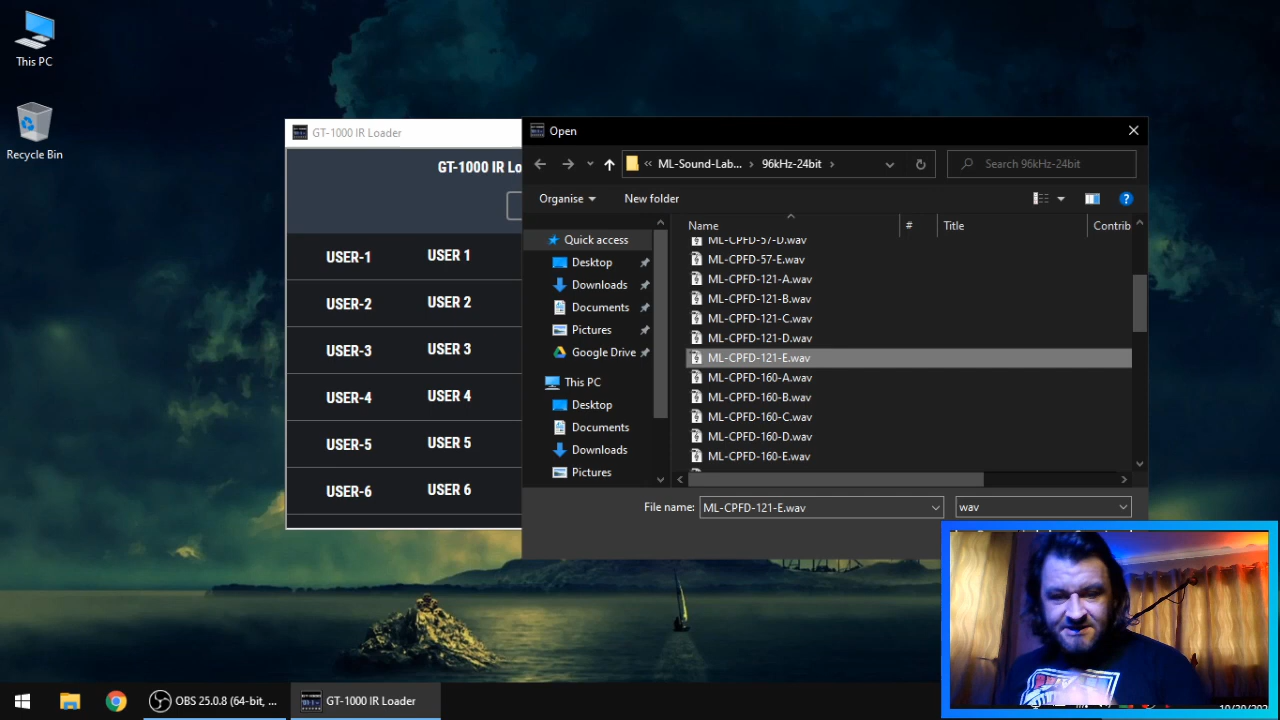 This PC
Recycle Bin
GT-1000 IR Loader
GT-1000 IR Lo
USER-1 USER 1
USER-2 USER 2
USER-3 USER 3
USER-4 USER 4
USER-5 USER 5
USER-6 USER 6
Open
« ML-Sound-Lab... › 96kHz-24bit ›
Search 96kHz-24bit
Organise
New folder
Quick access
Desktop
Downloads
Documents
Pictures
Google Drive
This PC
Desktop
Documents
Downloads
Pictures
Name # Title Contrib
ML-CPFD-57-D.wav
ML-CPFD-57-E.wav
ML-CPFD-121-A.wav
ML-CPFD-121-B.wav
ML-CPFD-121-C.wav
ML-CPFD-121-D.wav
ML-CPFD-121-E.wav
ML-CPFD-160-A.wav
ML-CPFD-160-B.wav
ML-CPFD-160-C.wav
ML-CPFD-160-D.wav
ML-CPFD-160-E.wav
File name: ML-CPFD-121-E.wav wav
OBS 25.0.8 (64-bit, ...
GT-1000 IR Loader